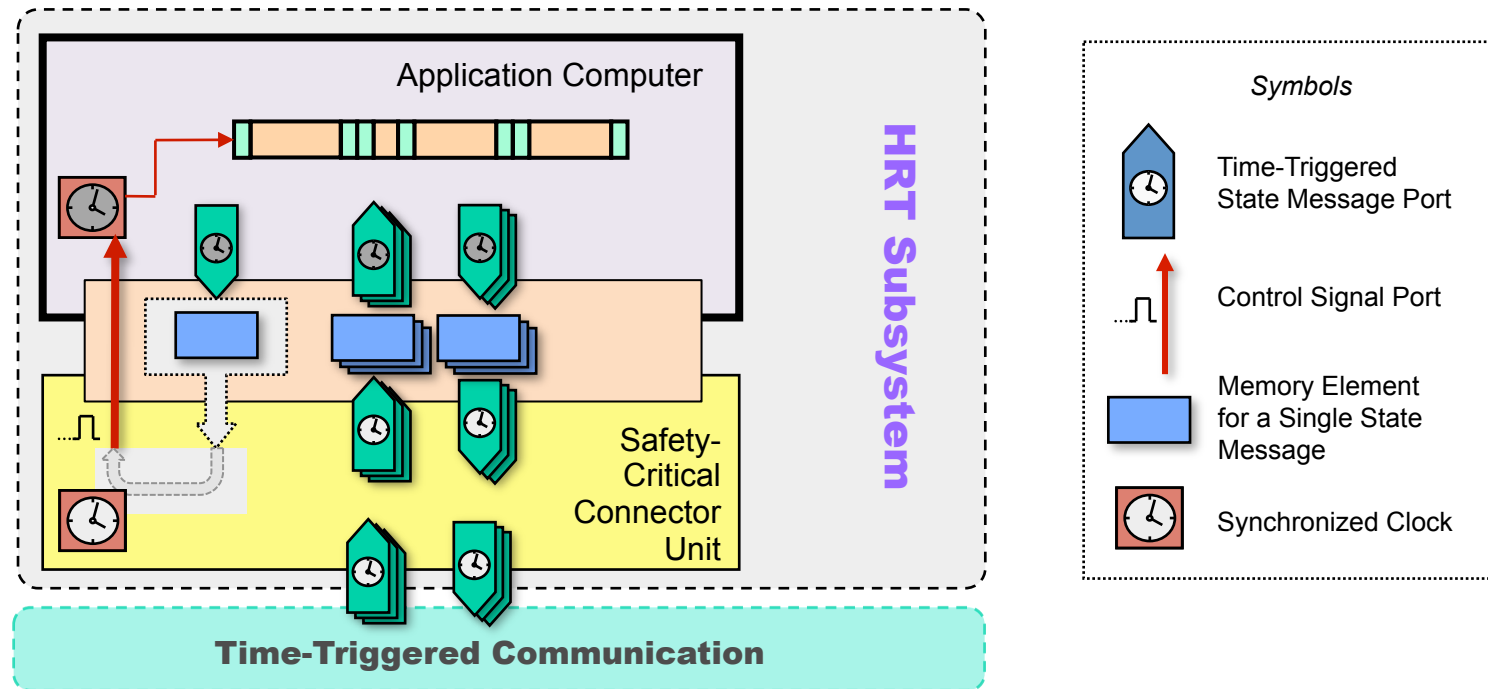 Application Computer
HRT Subsystem
Safety-
Critical
Connector
Unit
Time-Triggered Communication
Symbols
Time-Triggered
State Message Port
Control Signal Port
Memory Element
for a Single State
Message
Synchronized Clock